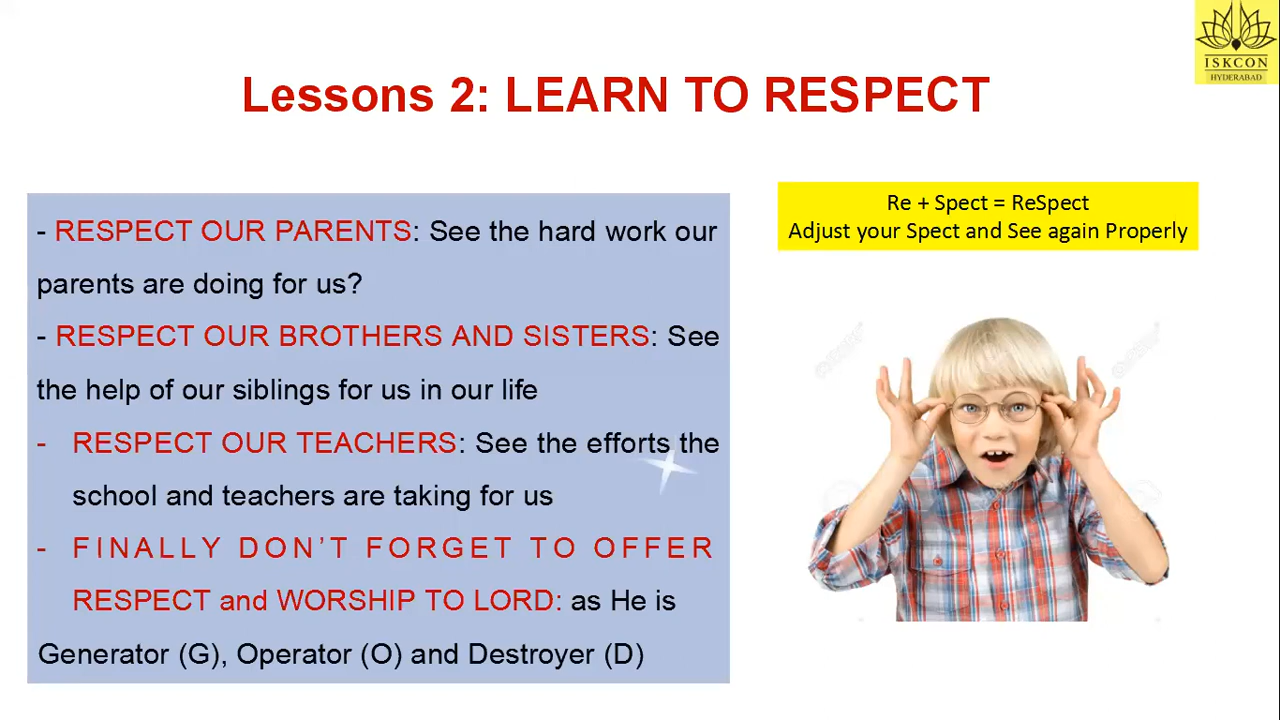 ISKCON
HYDERABAD
Lessons 2: LEARN TO RESPECT
Re + Spect = ReSpect
Adjust your Spect and See again Properly
- RESPECT OUR PARENTS: See the hard work our
parents are doing for us?
- RESPECT OUR BROTHERS AND SISTERS: See
the help of our siblings for us in our life
- RESPECT OUR TEACHERS: See the efforts the
school and teachers are taking for us
- FINALLY DON'T FORGET TO OFFER
RESPECT and WORSHIP TO LORD: as He is
Generator (G), Operator (O) and Destroyer (D)